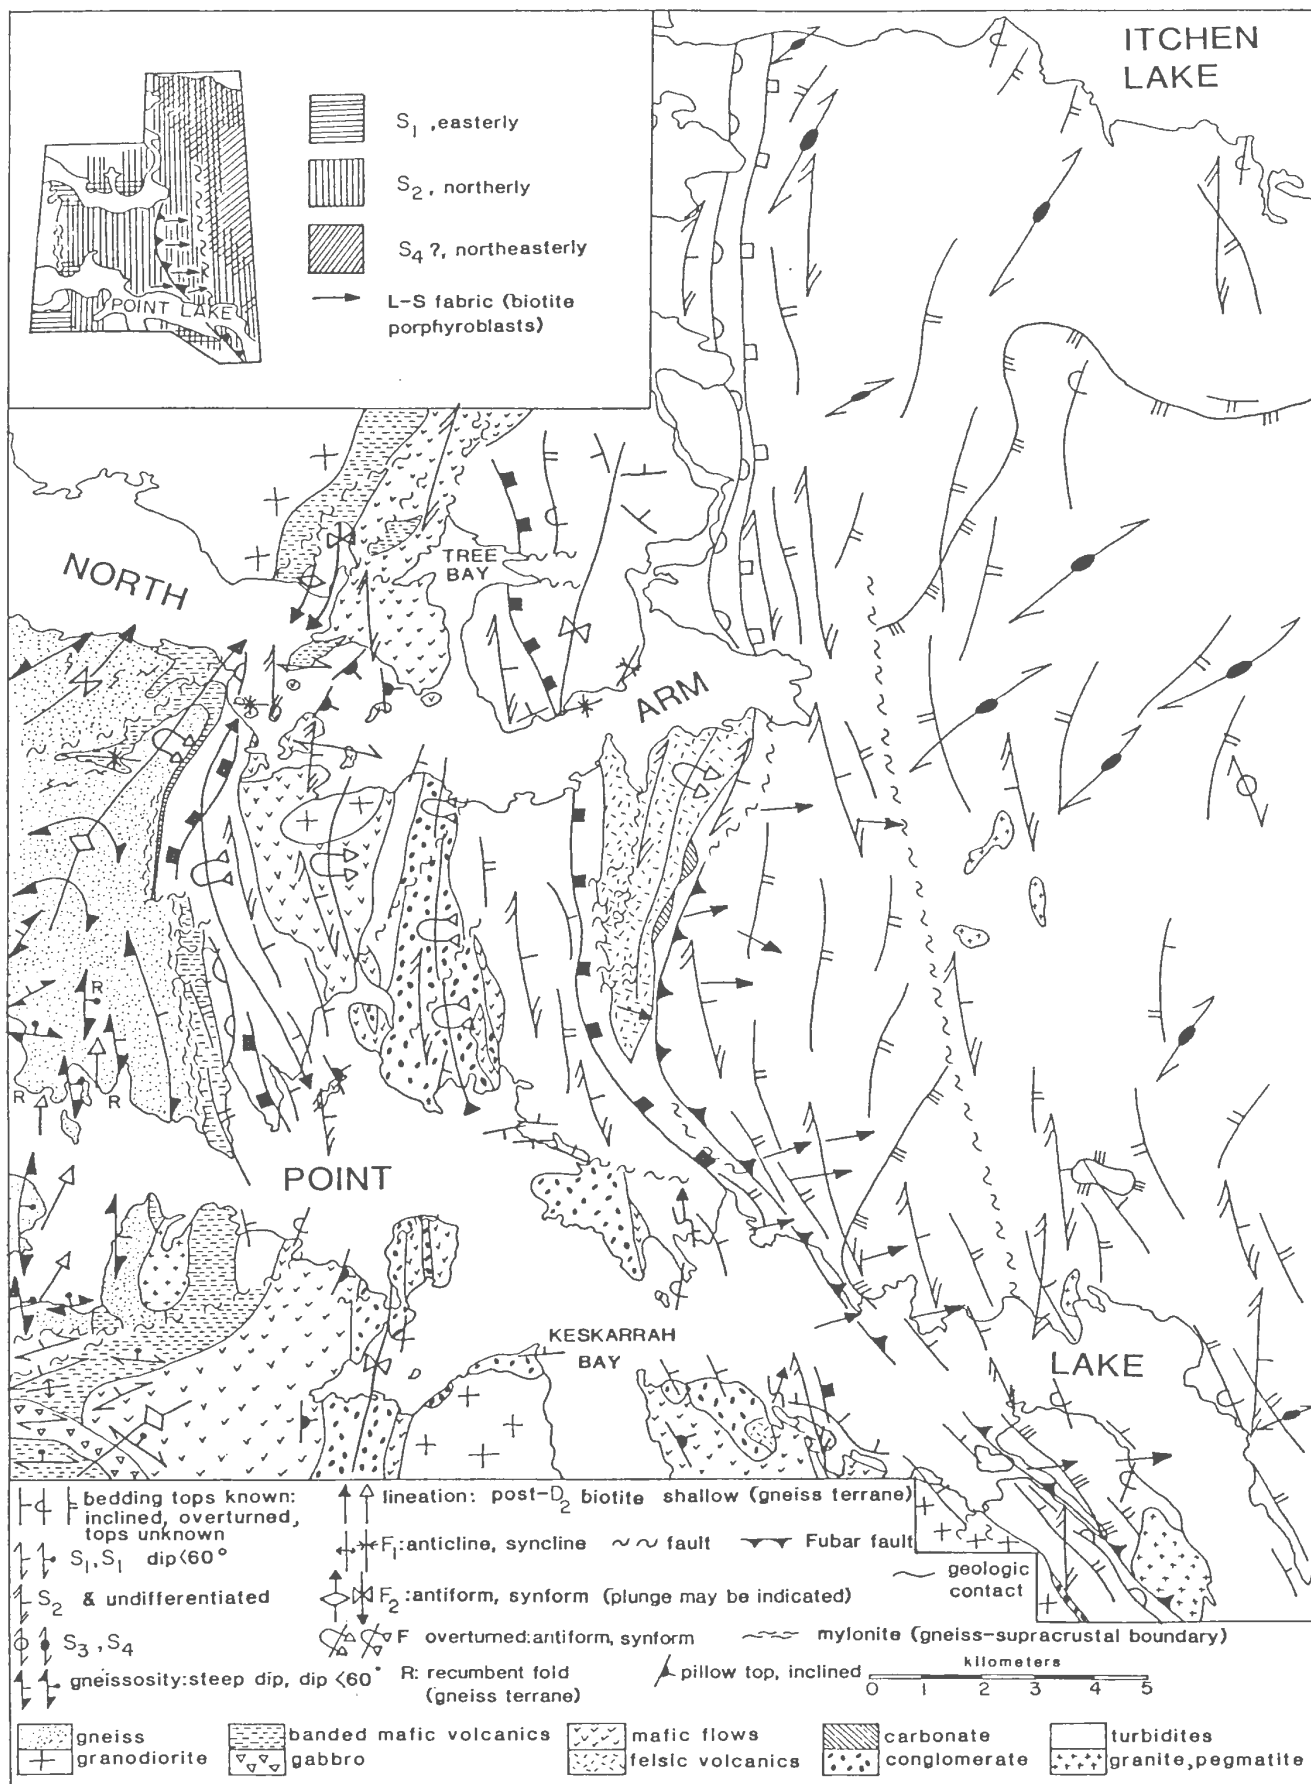 ITCHEN
LAKE
S1 ,easterly
S2 , northerly
S4 ?, northeasterly
L-S fabric (biotite
porphyroblasts)
POINT LAKE
NORTH
TREE
BAY
ARM
R
R
R
POINT
KESKARRAH
BAY
LAKE
bedding tops known:
inclined, overturned,
tops unknown
S1, S1 dip<60°
S2 & undifferentiated
S3 , S4
gneissosity:steep dip, dip <60°
lineation: post-D2 biotite shallow (gneiss terrane)
F1:anticline, syncline
fault
Fubar fault
geologic
contact
F2:antiform, synform (plunge may be indicated)
F overturned:antiform, synform
mylonite (gneiss-supracrustal boundary)
R: recumbent fold
(gneiss terrane)
pillow top, inclined
kilometers
0 1 2 3 4 5
gneiss
granodiorite
banded mafic volcanics
gabbro
mafic flows
felsic volcanics
carbonate
conglomerate
turbidites
granite, pegmatite